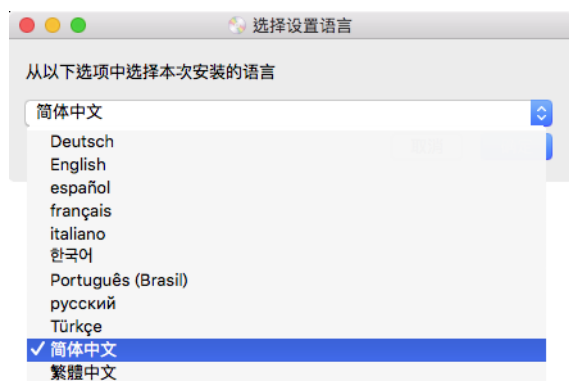 选择设置语言
从以下选项中选择本次安装的语言
简体中文
Deutsch
English
español
français
italiano
한국어
Português (Brasil)
русский
Türkçe
✓ 简体中文
繁體中文